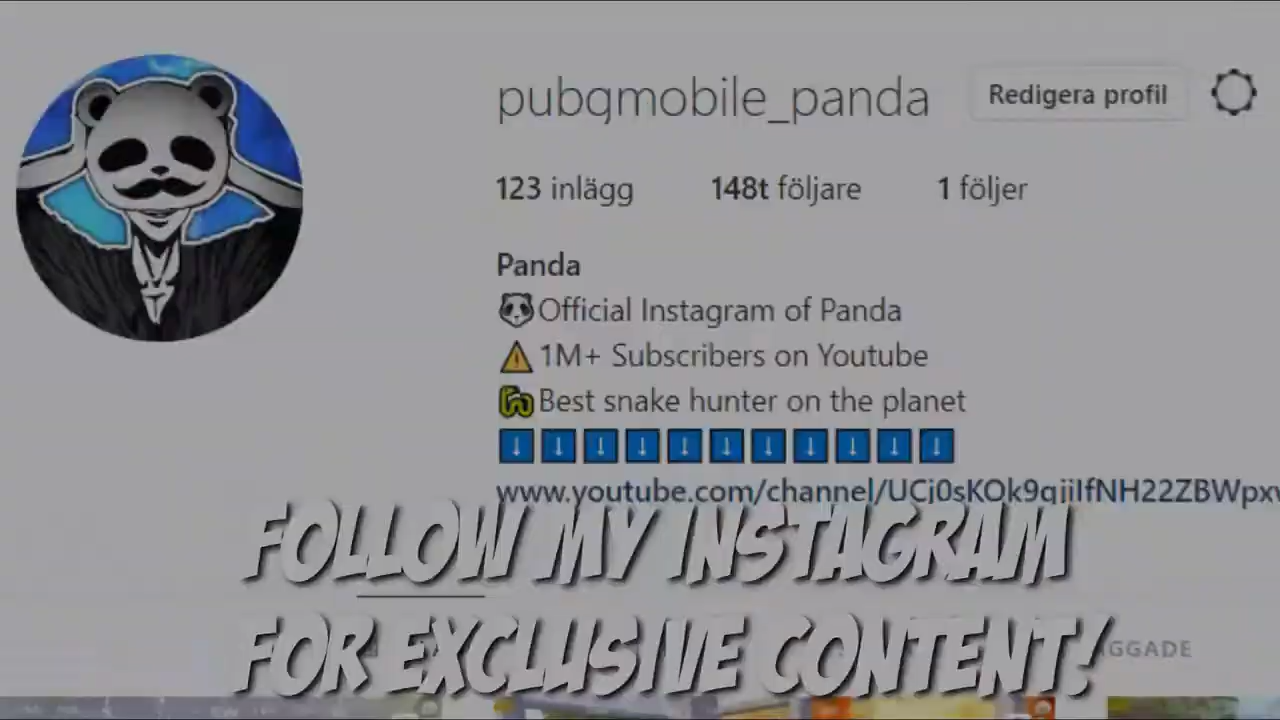 pubgmobile_panda Redigera profil
123 inlägg 148t följare 1 följer
Panda
🐼Official Instagram of Panda
⚠️1M+ Subscribers on Youtube
🐍Best snake hunter on the planet
⬇️⬇️⬇️⬇️⬇️⬇️⬇️⬇️⬇️⬇️⬇️
FOLLOW MY INSTAGRAM
FOR EXCLUSIVE CONTENT!